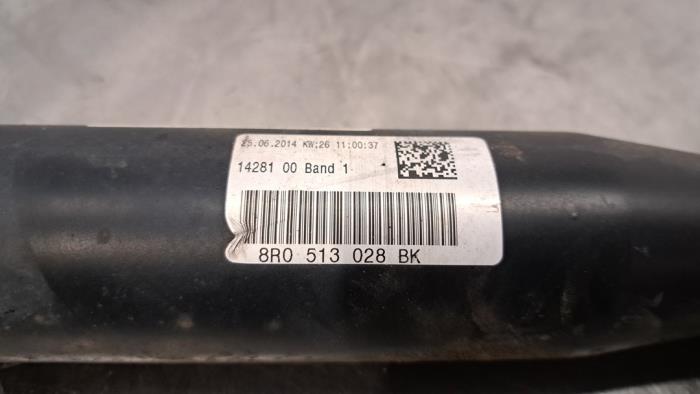 25.06.2014 KW:26 11:00:37
14281 00 Band 1
8R0 513 028 BK